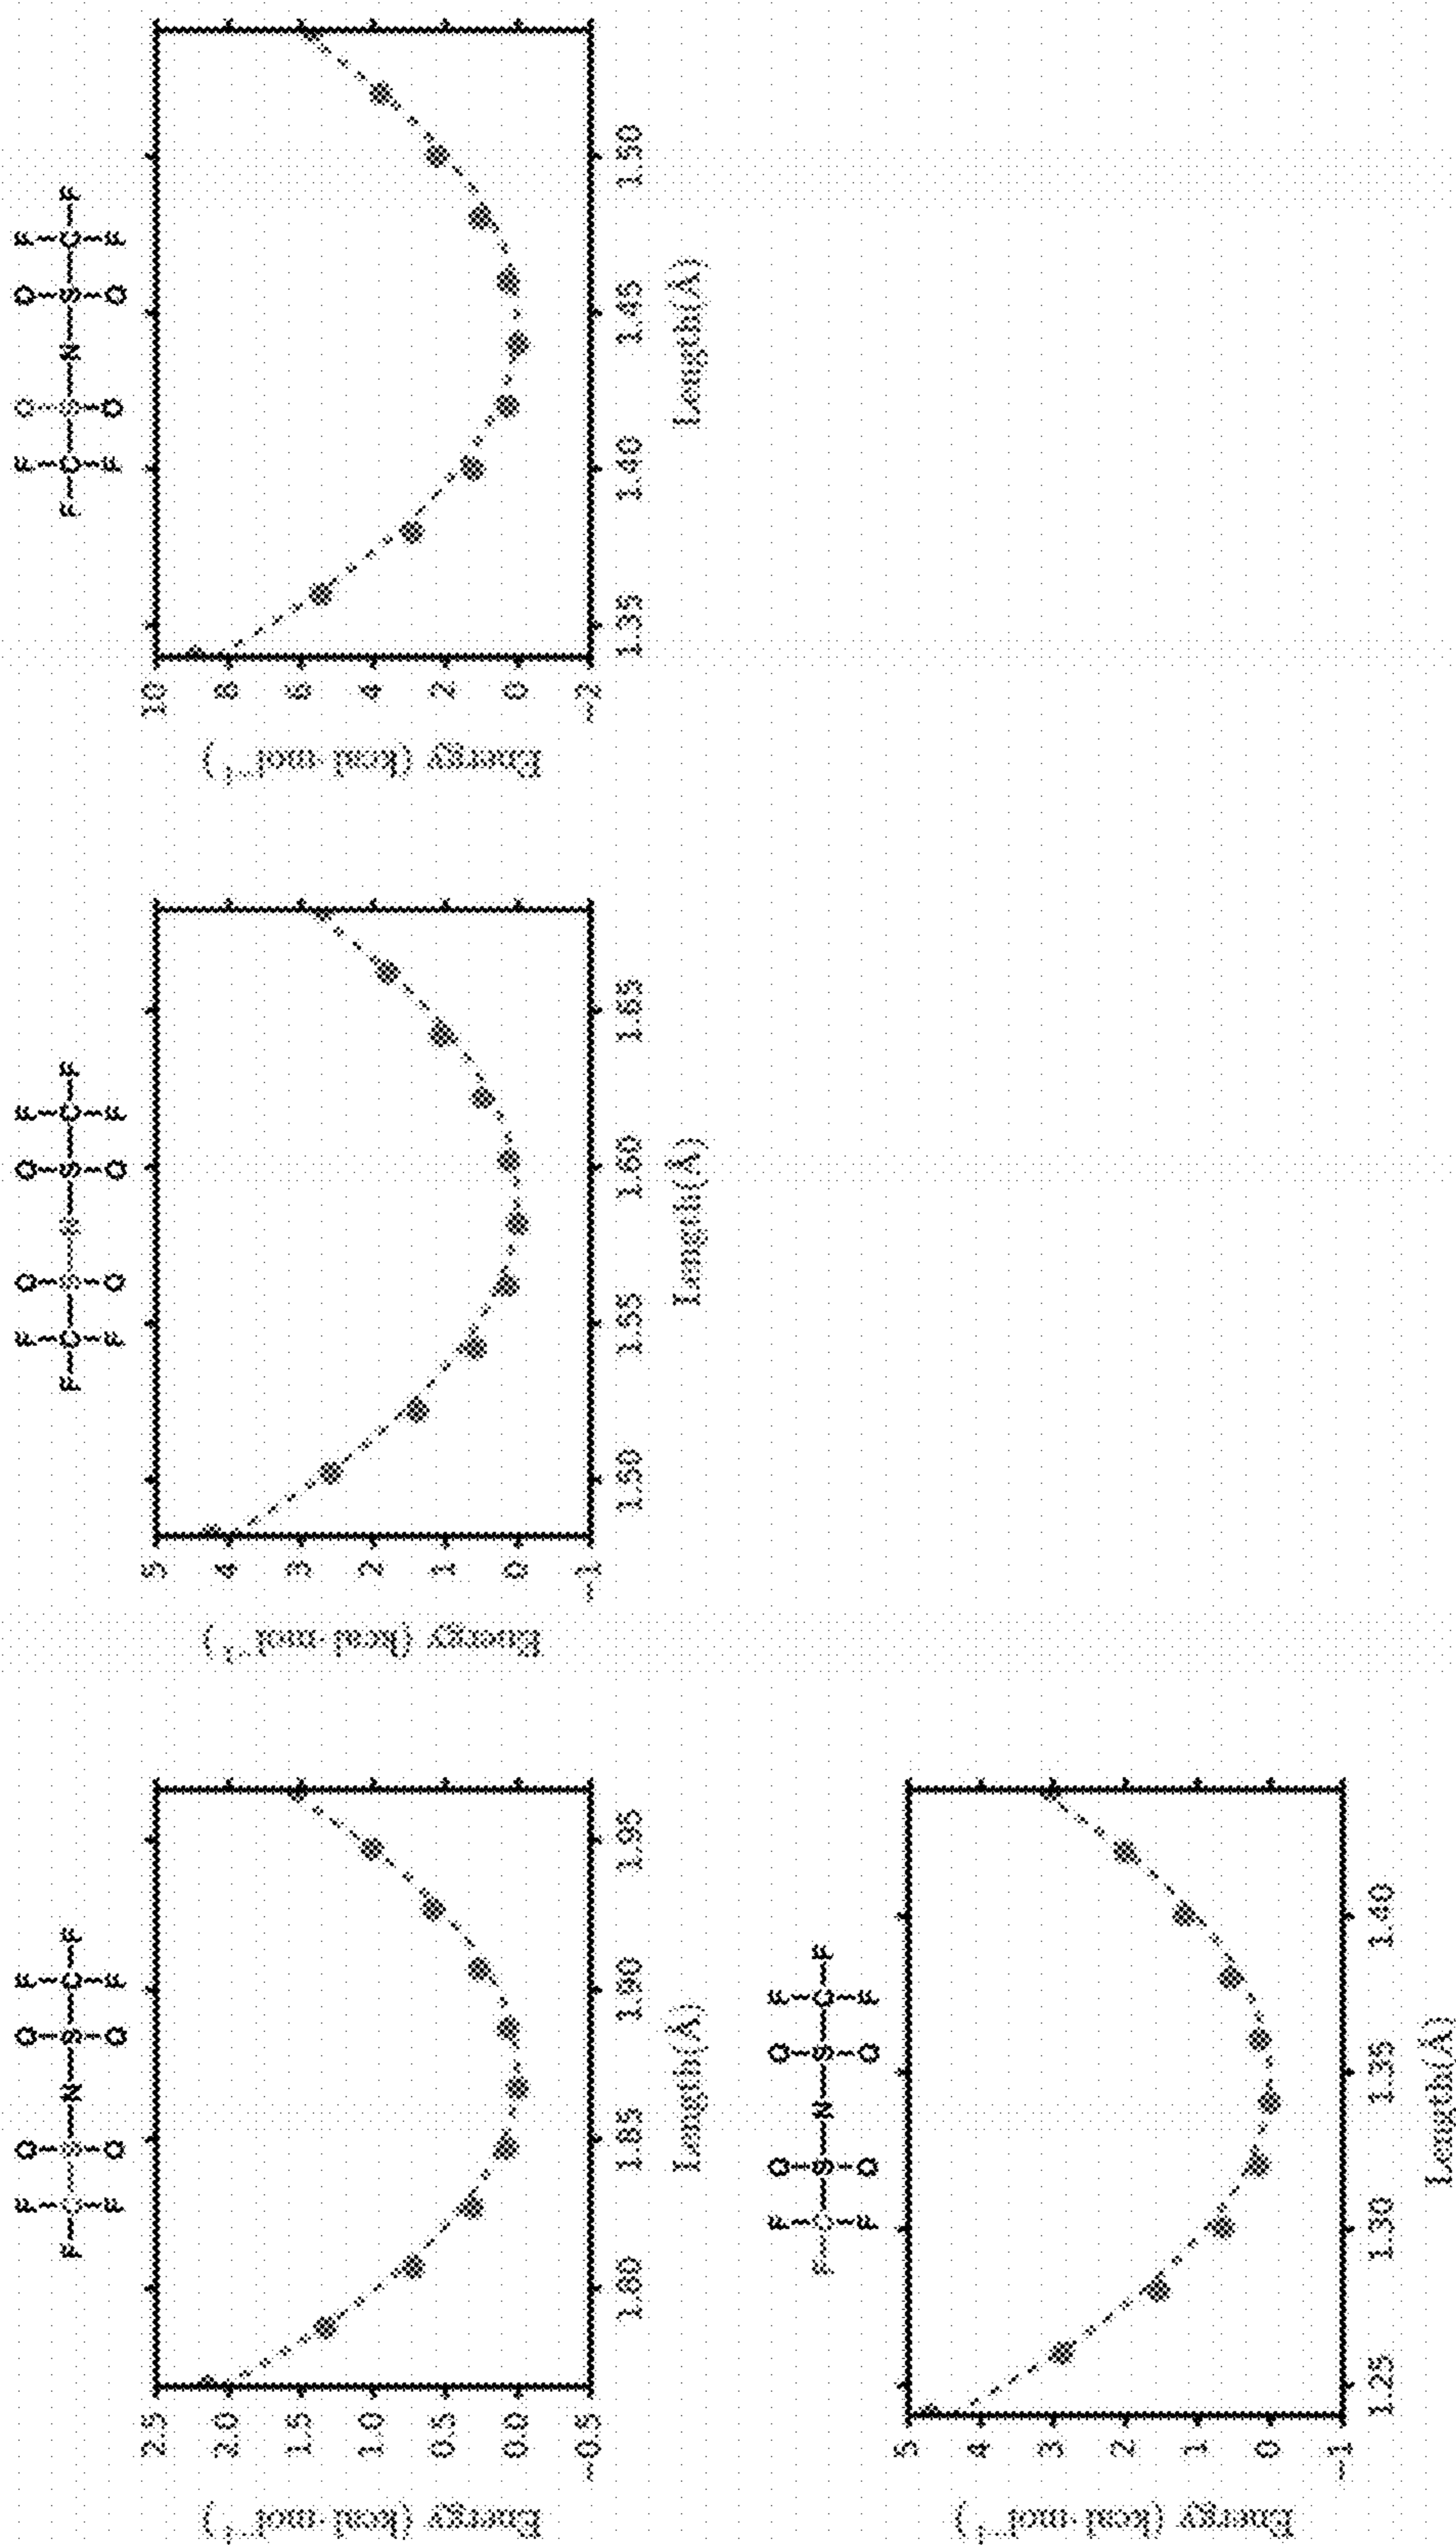 F O O F
F C S N S C F
F O O F
2.5
2.0
1.5
1.0
0.5
0.0
-0.5
Energy (kcal·mol⁻¹)
1.80 1.85 1.90 1.95
Length(Å)
F O O F
F C S N S C F
F O O F
5
4
3
2
1
0
-1
Energy (kcal·mol⁻¹)
1.50 1.55 1.60 1.65
Length(Å)
F O O F
F C S N S C F
F O O F
10
8
6
4
2
0
-2
Energy (kcal·mol⁻¹)
1.35 1.40 1.45 1.50
Length(Å)
F O O F
F C S N S C F
F O O F
5
4
3
2
1
0
-1
Energy (kcal·mol⁻¹)
1.25 1.30 1.35 1.40
Length(Å)